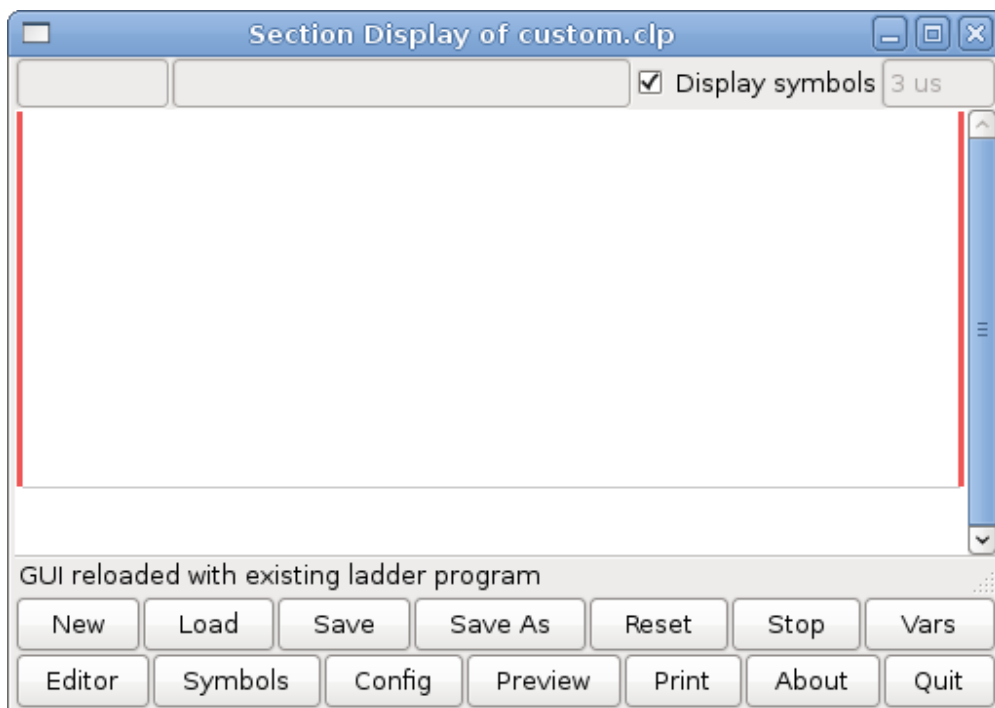 Section Display of custom.clp
Display symbols 3 us
GUI reloaded with existing ladder program
New Load Save Save As Reset Stop Vars
Editor Symbols Config Preview Print About Quit